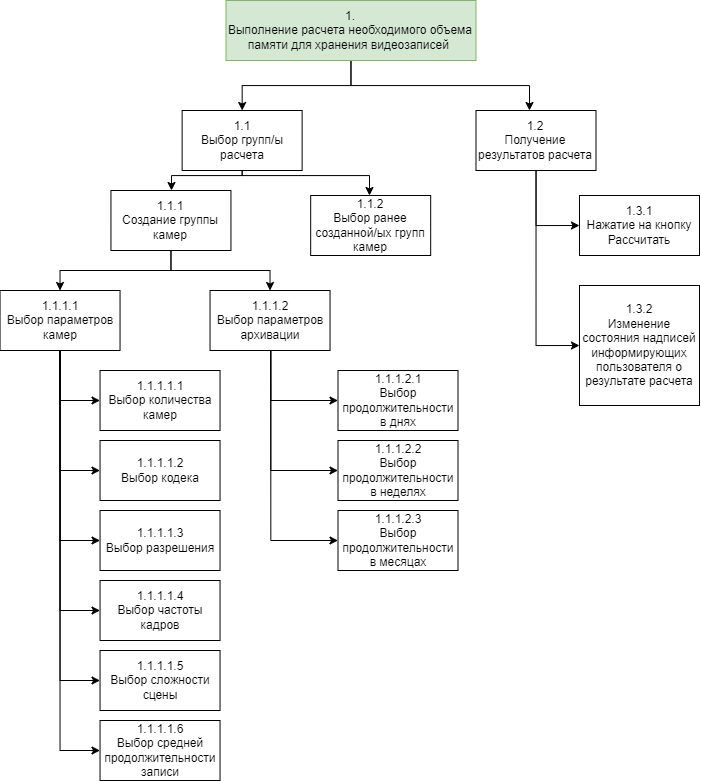 1.
Выполнение расчета необходимого объема
памяти для хранения видеозаписей
1.1
Выбор групп/ы
расчета
1.2
Получение
результатов расчета
1.1.1
Создание группы
камер
1.1.2
Выбор ранее
созданной/ых групп
камер
1.3.1
Нажатие на кнопку
Рассчитать
1.1.1.1
Выбор параметров
камер
1.1.1.2
Выбор параметров
архивации
1.3.2
Изменение
состояния надписей
информирующих
пользователя о
результате расчета
1.1.1.1.1
Выбор количества
камер
1.1.1.2.1
Выбор
продолжительности
в днях
1.1.1.1.2
Выбор кодека
1.1.1.2.2
Выбор
продолжительности
в неделях
1.1.1.1.3
Выбор разрешения
1.1.1.2.3
Выбор
продолжительности
в месяцах
1.1.1.1.4
Выбор частоты
кадров
1.1.1.1.5
Выбор сложности
сцены
1.1.1.1.6
Выбор средней
продолжительности
записи